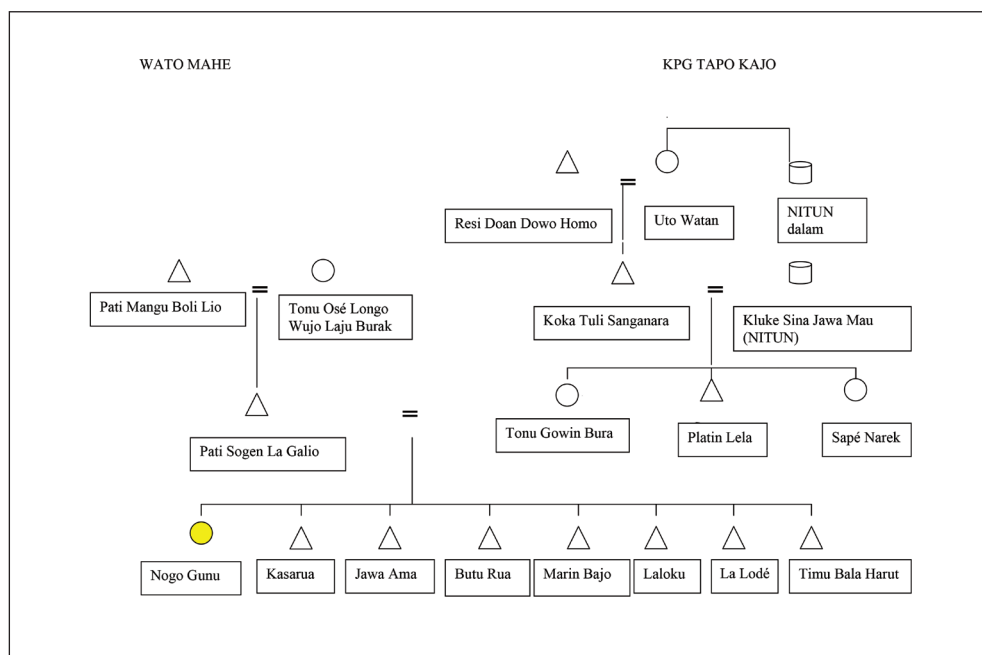 WATO MAHE
KPG TAPO KAJO
Resi Doan Dowo Homo
Uto Watan
NITUN
dalam
Pati Mangu Boli Lio
Tonu Osé Longo
Wujo Laju Burak
Koka Tuli Sanganara
Kluke Sina Jawa Mau
(NITUN)
Tonu Gowin Bura
Platin Lela
Sapé Narek
Pati Sogen La Galio
Nogo Gunu
Kasarua
Jawa Ama
Butu Rua
Marin Bajo
Laloku
La Lodé
Timu Bala Harut